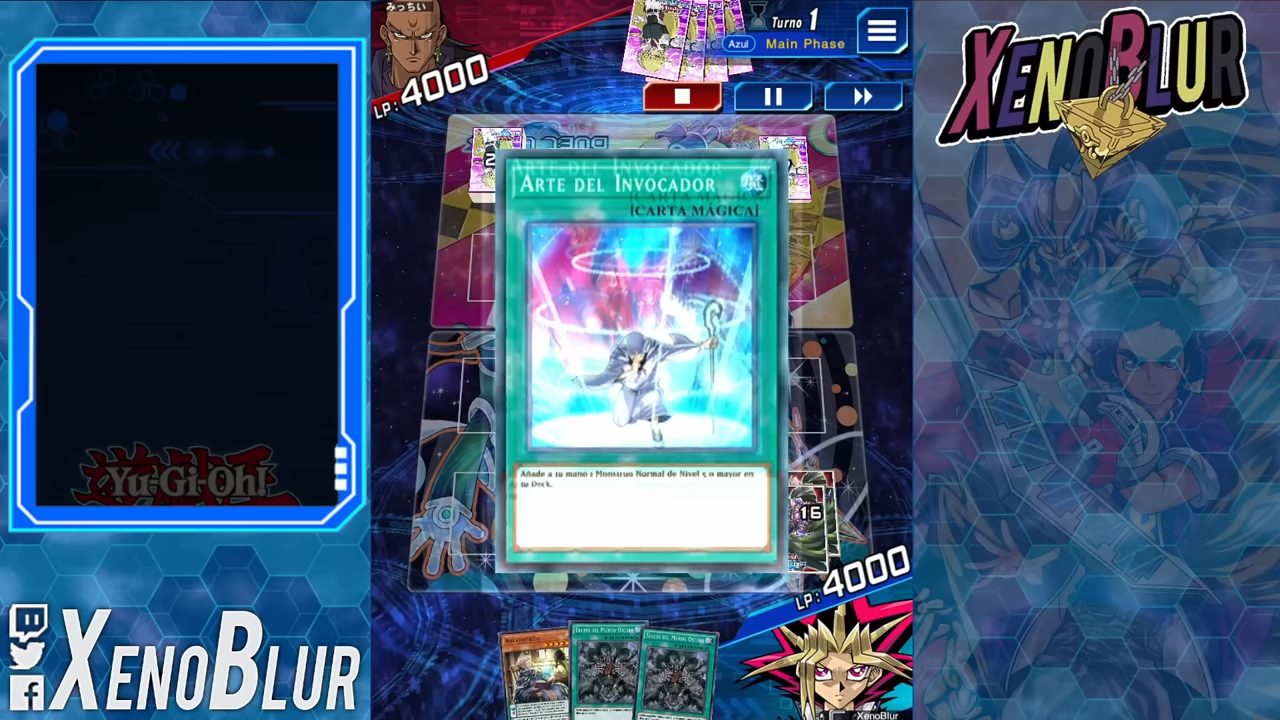 みっちい
LP:4000
Turno 1
Azul Main Phase
XENOBLUR
ARTE DEL INVOCADOR
[CARTA MÁGICA]
Añade a tu mano 1 Monstruo Normal de Nivel 5 o mayor en
tu Deck.
Yu-Gi-Oh!
16
LP:4000
XENOBLUR
XenoBlur